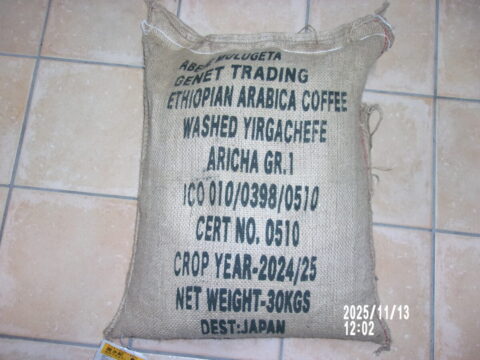 ABEBE MULUGETA
GENET TRADING
ETHIOPIAN ARABICA COFFEE
WASHED YIRGACHEFE
ARICHA GR.1
ICO 010/0398/0510
CERT NO. 0510
CROP YEAR-2024/25
NET WEIGHT-30KGS
DEST:JAPAN
2025/11/13
12:02